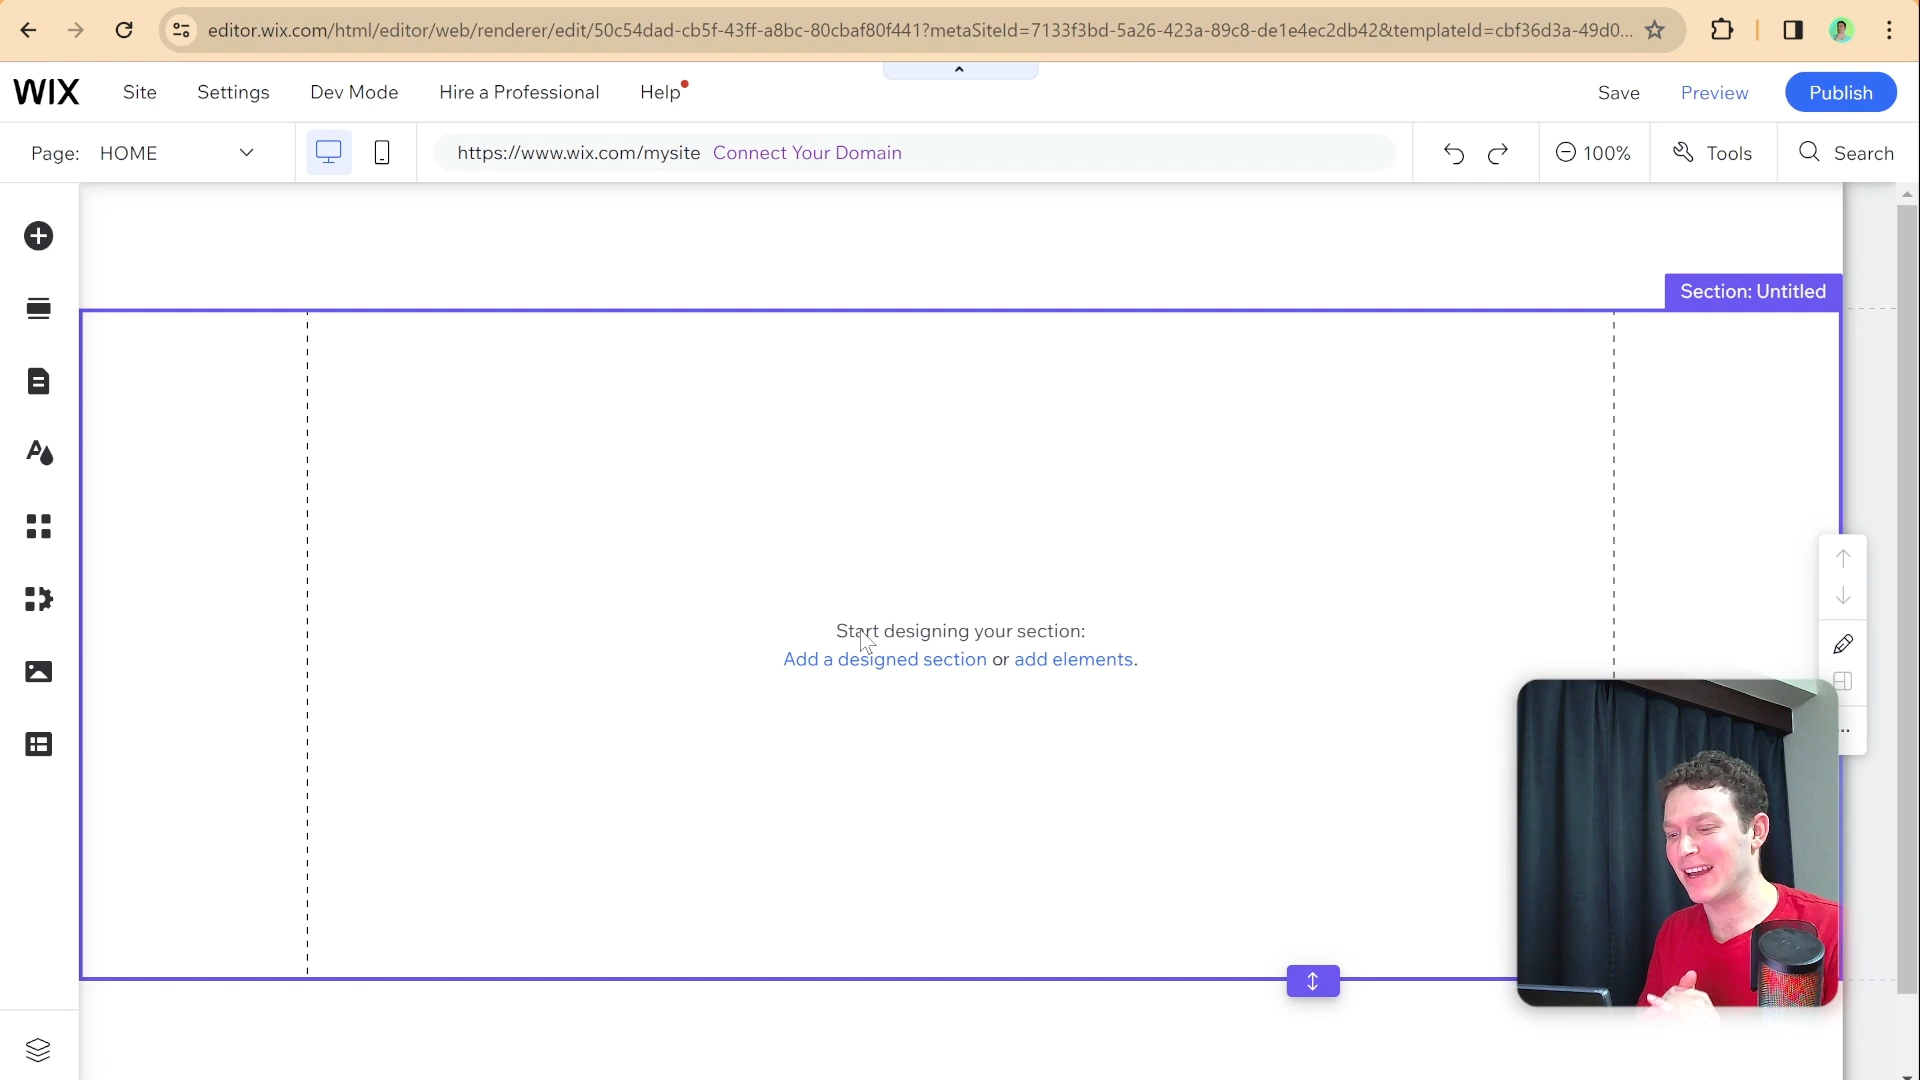 editor.wix.com/html/editor/web/renderer/edit/50c54dad-cb5f-43ff-a8bc-80cbaf80f441?metaSiteId=7133f3bd-5a26-423a-89c8-de1e4ec2db42&templateId=cbf36d3a-49d0...
WIX Site Settings Dev Mode Hire a Professional Help Save Preview Publish
Page: HOME https://www.wix.com/mysite Connect Your Domain 100% Tools Search
Section: Untitled
Start designing your section:
Add a designed section or add elements.